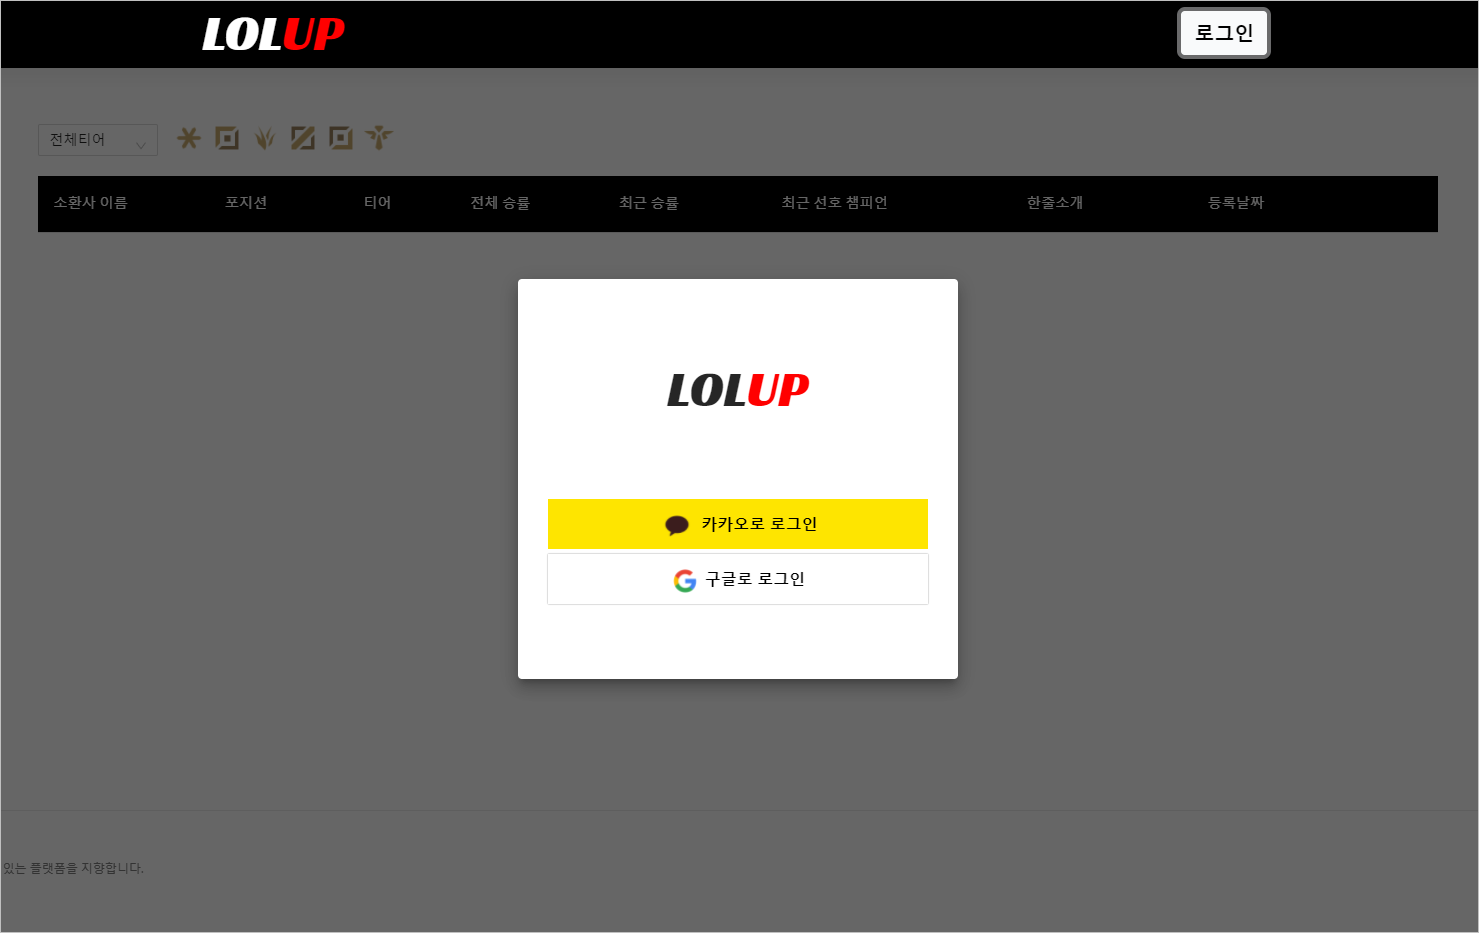 LOLUP
로그인
전체티어
소환사 이름 포지션 티어 전체 승률 최근 승률 최근 선호 챔피언 한줄소개 등록날짜
LOLUP
카카오로 로그인
구글로 로그인
있는 플랫폼을 지향합니다.